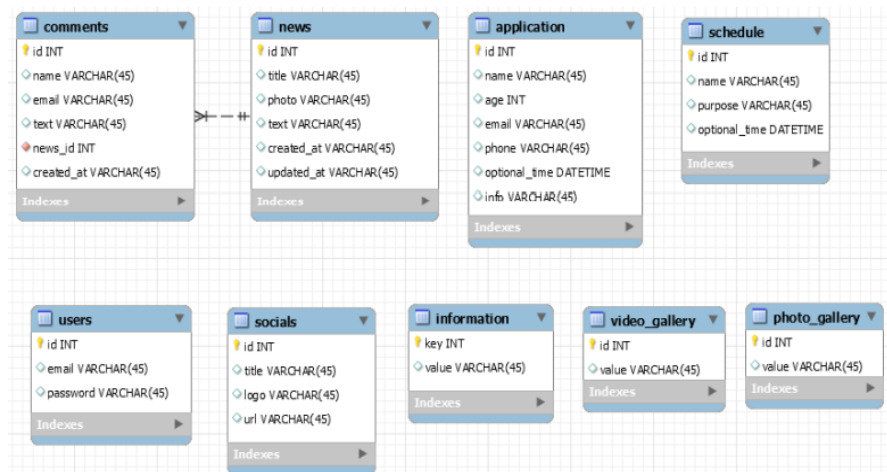 comments
id INT
name VARCHAR(45)
email VARCHAR(45)
text VARCHAR(45)
news_id INT
created_at VARCHAR(45)
Indexes
news
id INT
title VARCHAR(45)
photo VARCHAR(45)
text VARCHAR(45)
created_at VARCHAR(45)
updated_at VARCHAR(45)
Indexes
application
id INT
name VARCHAR(45)
age INT
email VARCHAR(45)
phone VARCHAR(45)
optional_time DATETIME
info VARCHAR(45)
Indexes
schedule
id INT
name VARCHAR(45)
purpose VARCHAR(45)
optional_time DATETIME
Indexes
users
id INT
email VARCHAR(45)
password VARCHAR(45)
Indexes
socials
id INT
title VARCHAR(45)
logo VARCHAR(45)
url VARCHAR(45)
Indexes
information
key INT
value VARCHAR(45)
Indexes
video_gallery
id INT
value VARCHAR(45)
Indexes
photo_gallery
id INT
value VARCHAR(45)
Indexes